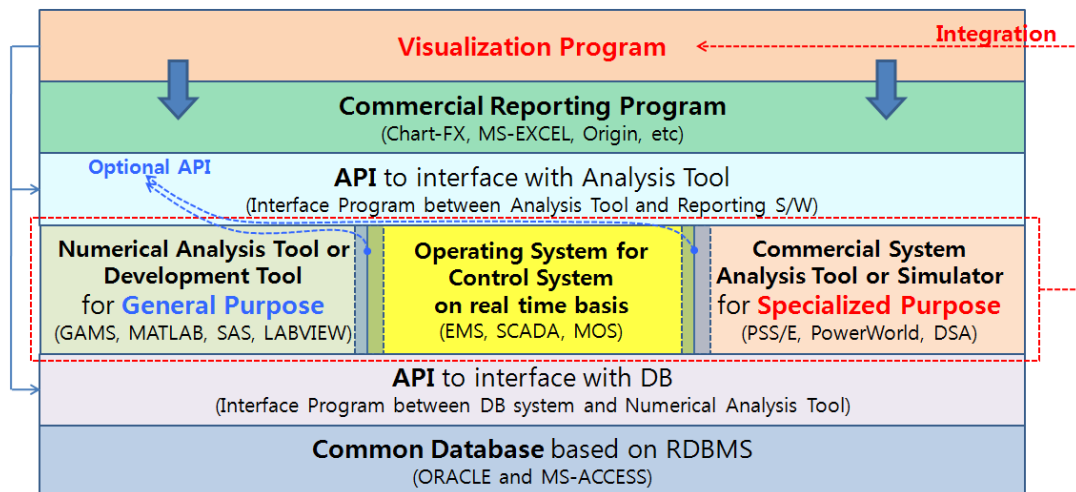 Visualization Program
Integration
Commercial Reporting Program
(Chart-FX, MS-EXCEL, Origin, etc)
Optional API
API to interface with Analysis Tool
(Interface Program between Analysis Tool and Reporting S/W)
Numerical Analysis Tool or
Development Tool
for General Purpose
(GAMS, MATLAB, SAS, LABVIEW)
Operating System for
Control System
on real time basis
(EMS, SCADA, MOS)
Commercial System
Analysis Tool or Simulator
for Specialized Purpose
(PSS/E, PowerWorld, DSA)
API to interface with DB
(Interface Program between DB system and Numerical Analysis Tool)
Common Database based on RDBMS
(ORACLE and MS-ACCESS)